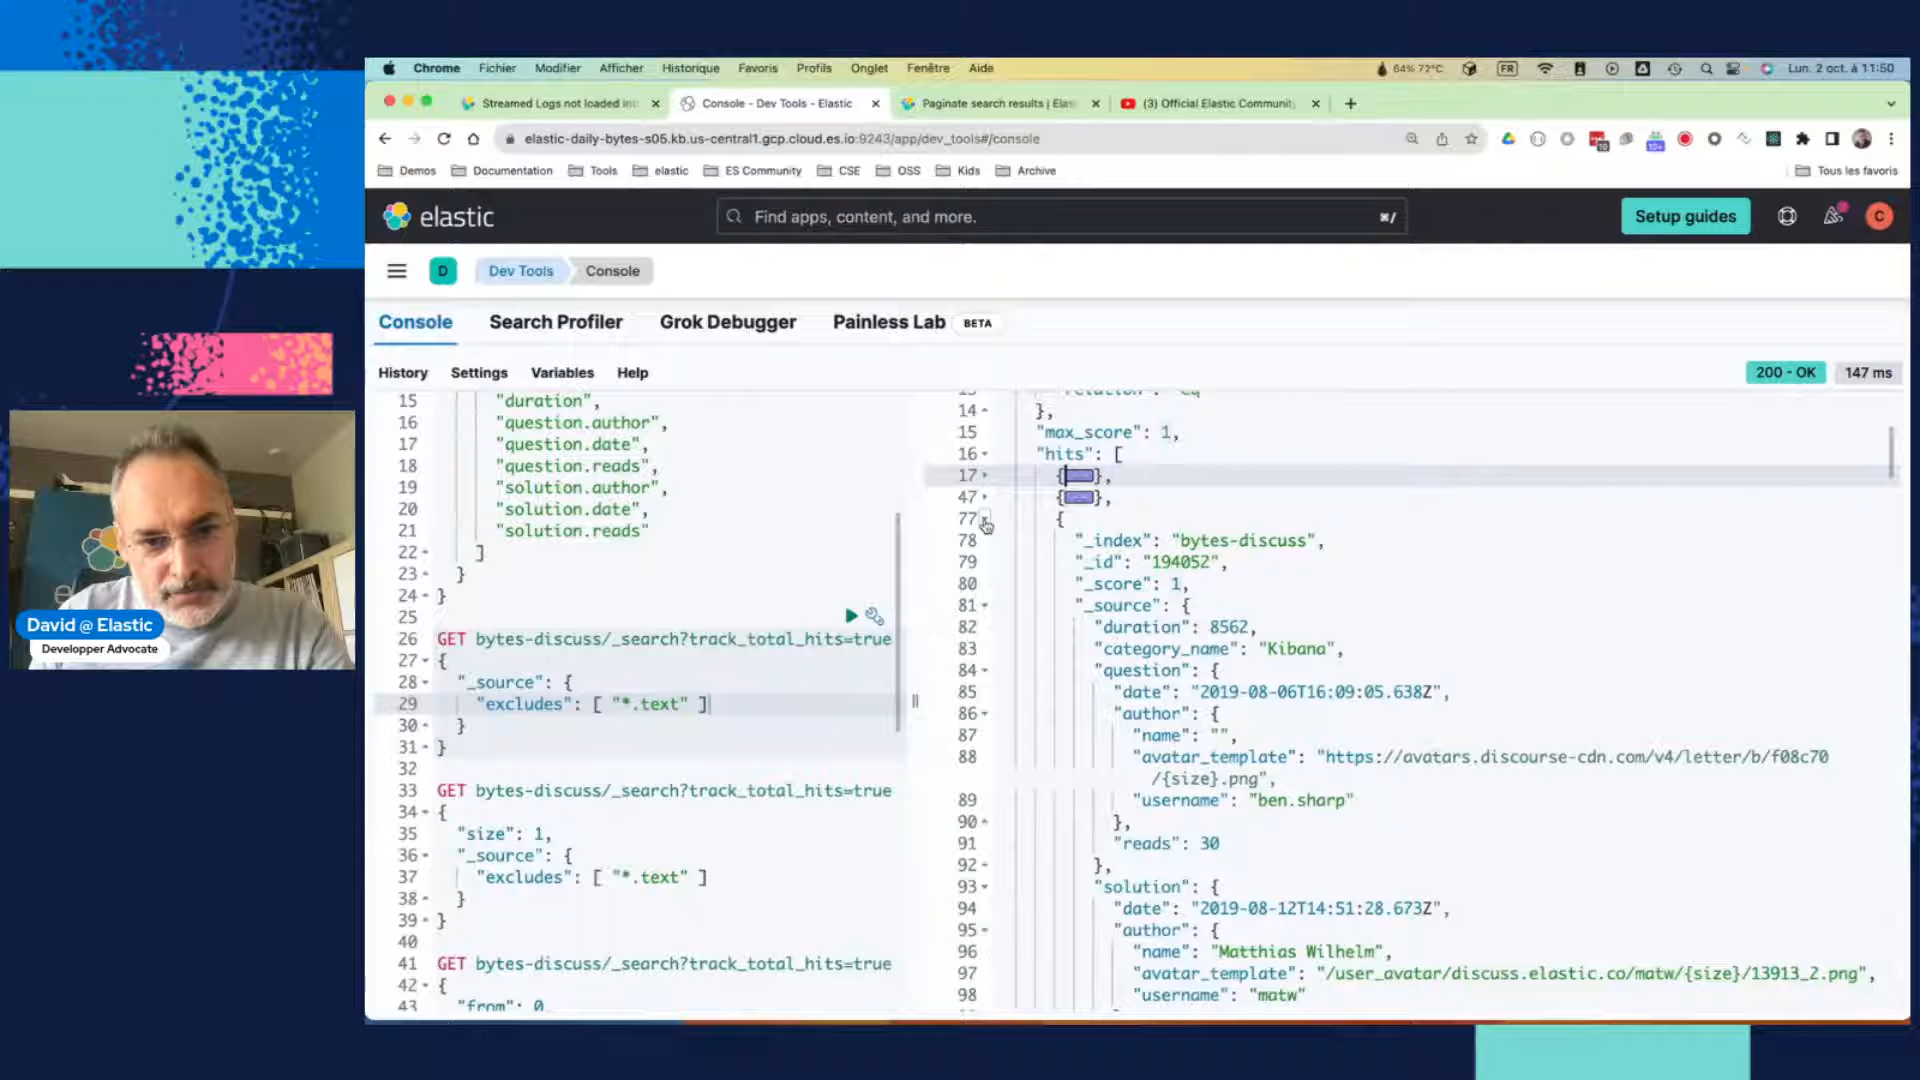 Chrome Fichier Modifier Afficher Historique Favoris Profils Onglet Fenêtre Aide
64% 72°C FR Lun. 2 oct. à 11:50
Streamed Logs not loaded int
Console - Dev Tools - Elastic
Paginate search results | Elas
(3) Official Elastic Community
elastic-daily-bytes-s05.kb.us-central1.gcp.cloud.es.io:9243/app/dev_tools#/console
Demos Documentation Tools elastic ES Community CSE OSS Kids Archive Tous les favoris
elastic
Find apps, content, and more.
⌘/
Setup guides
C
D
Dev Tools
Console
Console Search Profiler Grok Debugger Painless Lab BETA
History Settings Variables Help
200 - OK 147 ms
15 "duration",
16 "question.author",
17 "question.date",
18 "question.reads",
19 "solution.author",
20 "solution.date",
21 "solution.reads"
22 ]
23 }
24 }
25
26 GET bytes-discuss/_search?track_total_hits=true
27 {
28 "_source": {
29 "excludes": [ "*.text" ]
30 }
31 }
32
33 GET bytes-discuss/_search?track_total_hits=true
34 {
35 "size": 1,
36 "_source": {
37 "excludes": [ "*.text" ]
38 }
39 }
40
41 GET bytes-discuss/_search?track_total_hits=true
42 {
43 "from": 0
13 "relation": "eq"
14 },
15 "max_score": 1,
16 "hits": [
17 {},
47 {},
77 {
78 "_index": "bytes-discuss",
79 "_id": "194052",
80 "_score": 1,
81 "_source": {
82 "duration": 8562,
83 "category_name": "Kibana",
84 "question": {
85 "date": "2019-08-06T16:09:05.638Z",
86 "author": {
87 "name": "",
88 "avatar_template": "https://avatars.discourse-cdn.com/v4/letter/b/f08c70
/{size}.png",
89 "username": "ben.sharp"
90 },
91 "reads": 30
92 },
93 "solution": {
94 "date": "2019-08-12T14:51:28.673Z",
95 "author": {
96 "name": "Matthias Wilhelm",
97 "avatar_template": "/user_avatar/discuss.elastic.co/matw/{size}/13913_2.png",
98 "username": "matw"
David @ Elastic
Developper Advocate